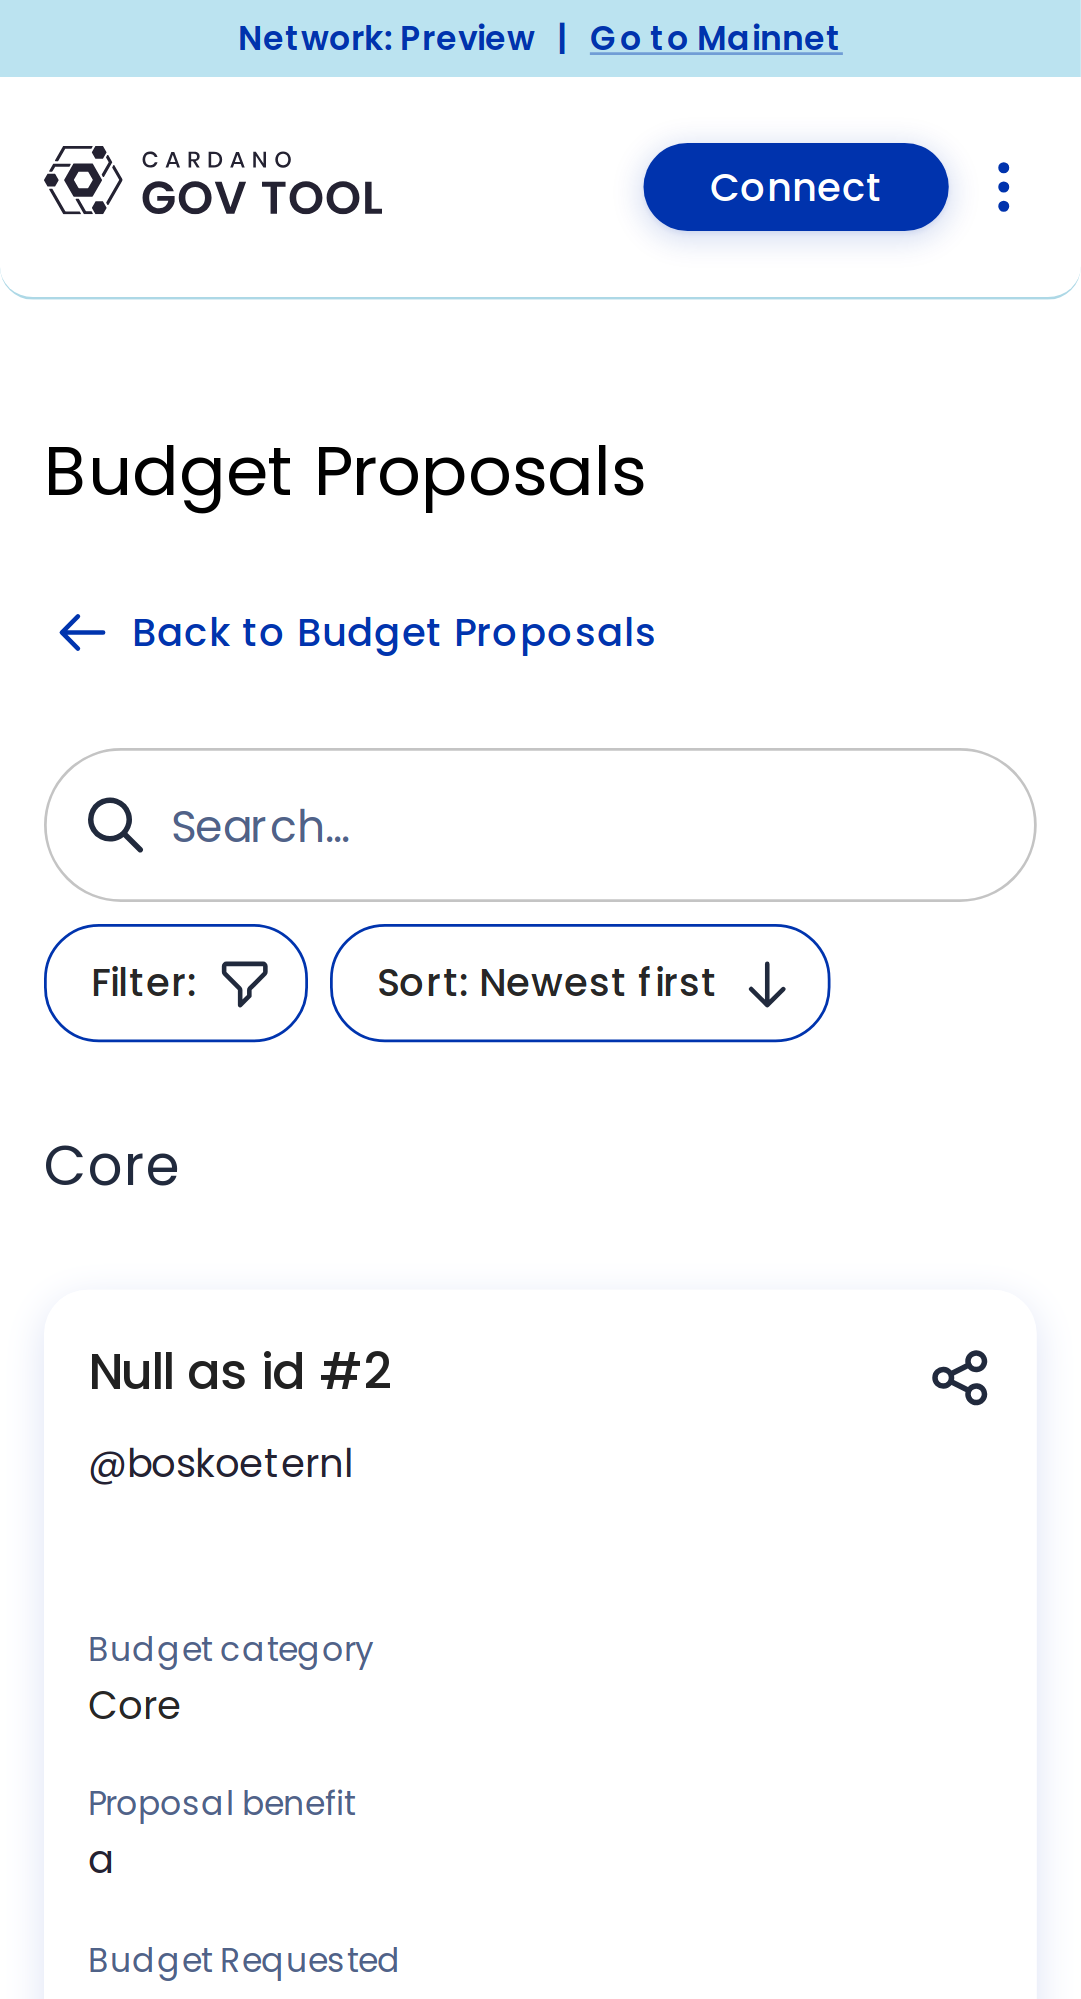 Network: Preview | Go to Mainnet
CARDANO
GOV TOOL
Connect
Budget Proposals
Back to Budget Proposals
Search...
Filter:
Sort: Newest first
Core
Null as id #2
@boskoeternl
Budget category
Core
Proposal benefit
a
Budget Requested